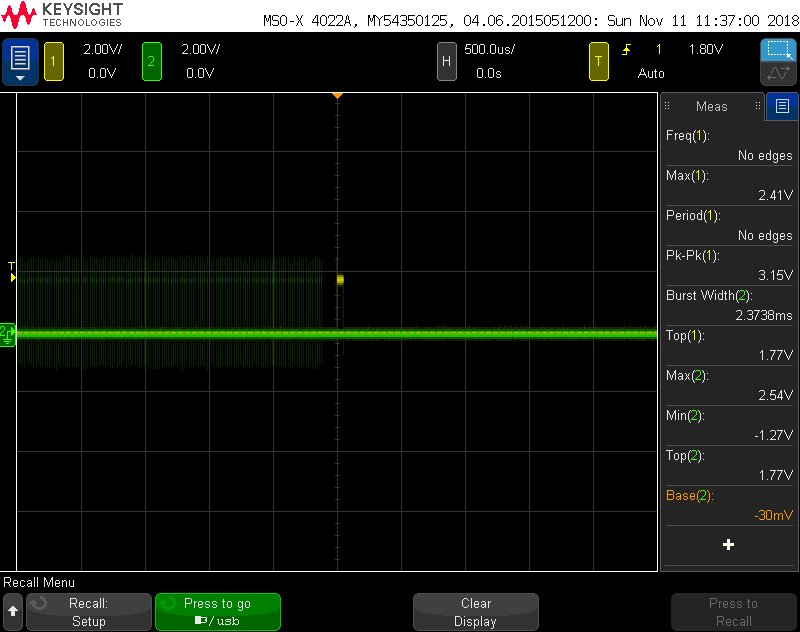 KEYSIGHT
TECHNOLOGIES
MSO-X 4022A, MY54350125, 04.06.2015051200: Sun Nov 11 11:37:00 2018
1 2.00V/ 2 2.00V/ H 500.0us/ T 1 1.80V
0.0V 0.0V 0.0s Auto
Meas
Freq(1):
No edges
Max(1):
2.41V
Period(1):
No edges
Pk-Pk(1):
3.15V
Burst Width(2):
2.3738ms
Top(1):
1.77V
Max(2):
2.54V
Min(2):
-1.27V
Top(2):
1.77V
Base(2):
-30mV
+
T
2
Recall Menu
Recall:
Setup
Press to go
/usb
Clear
Display
Press to
Recall